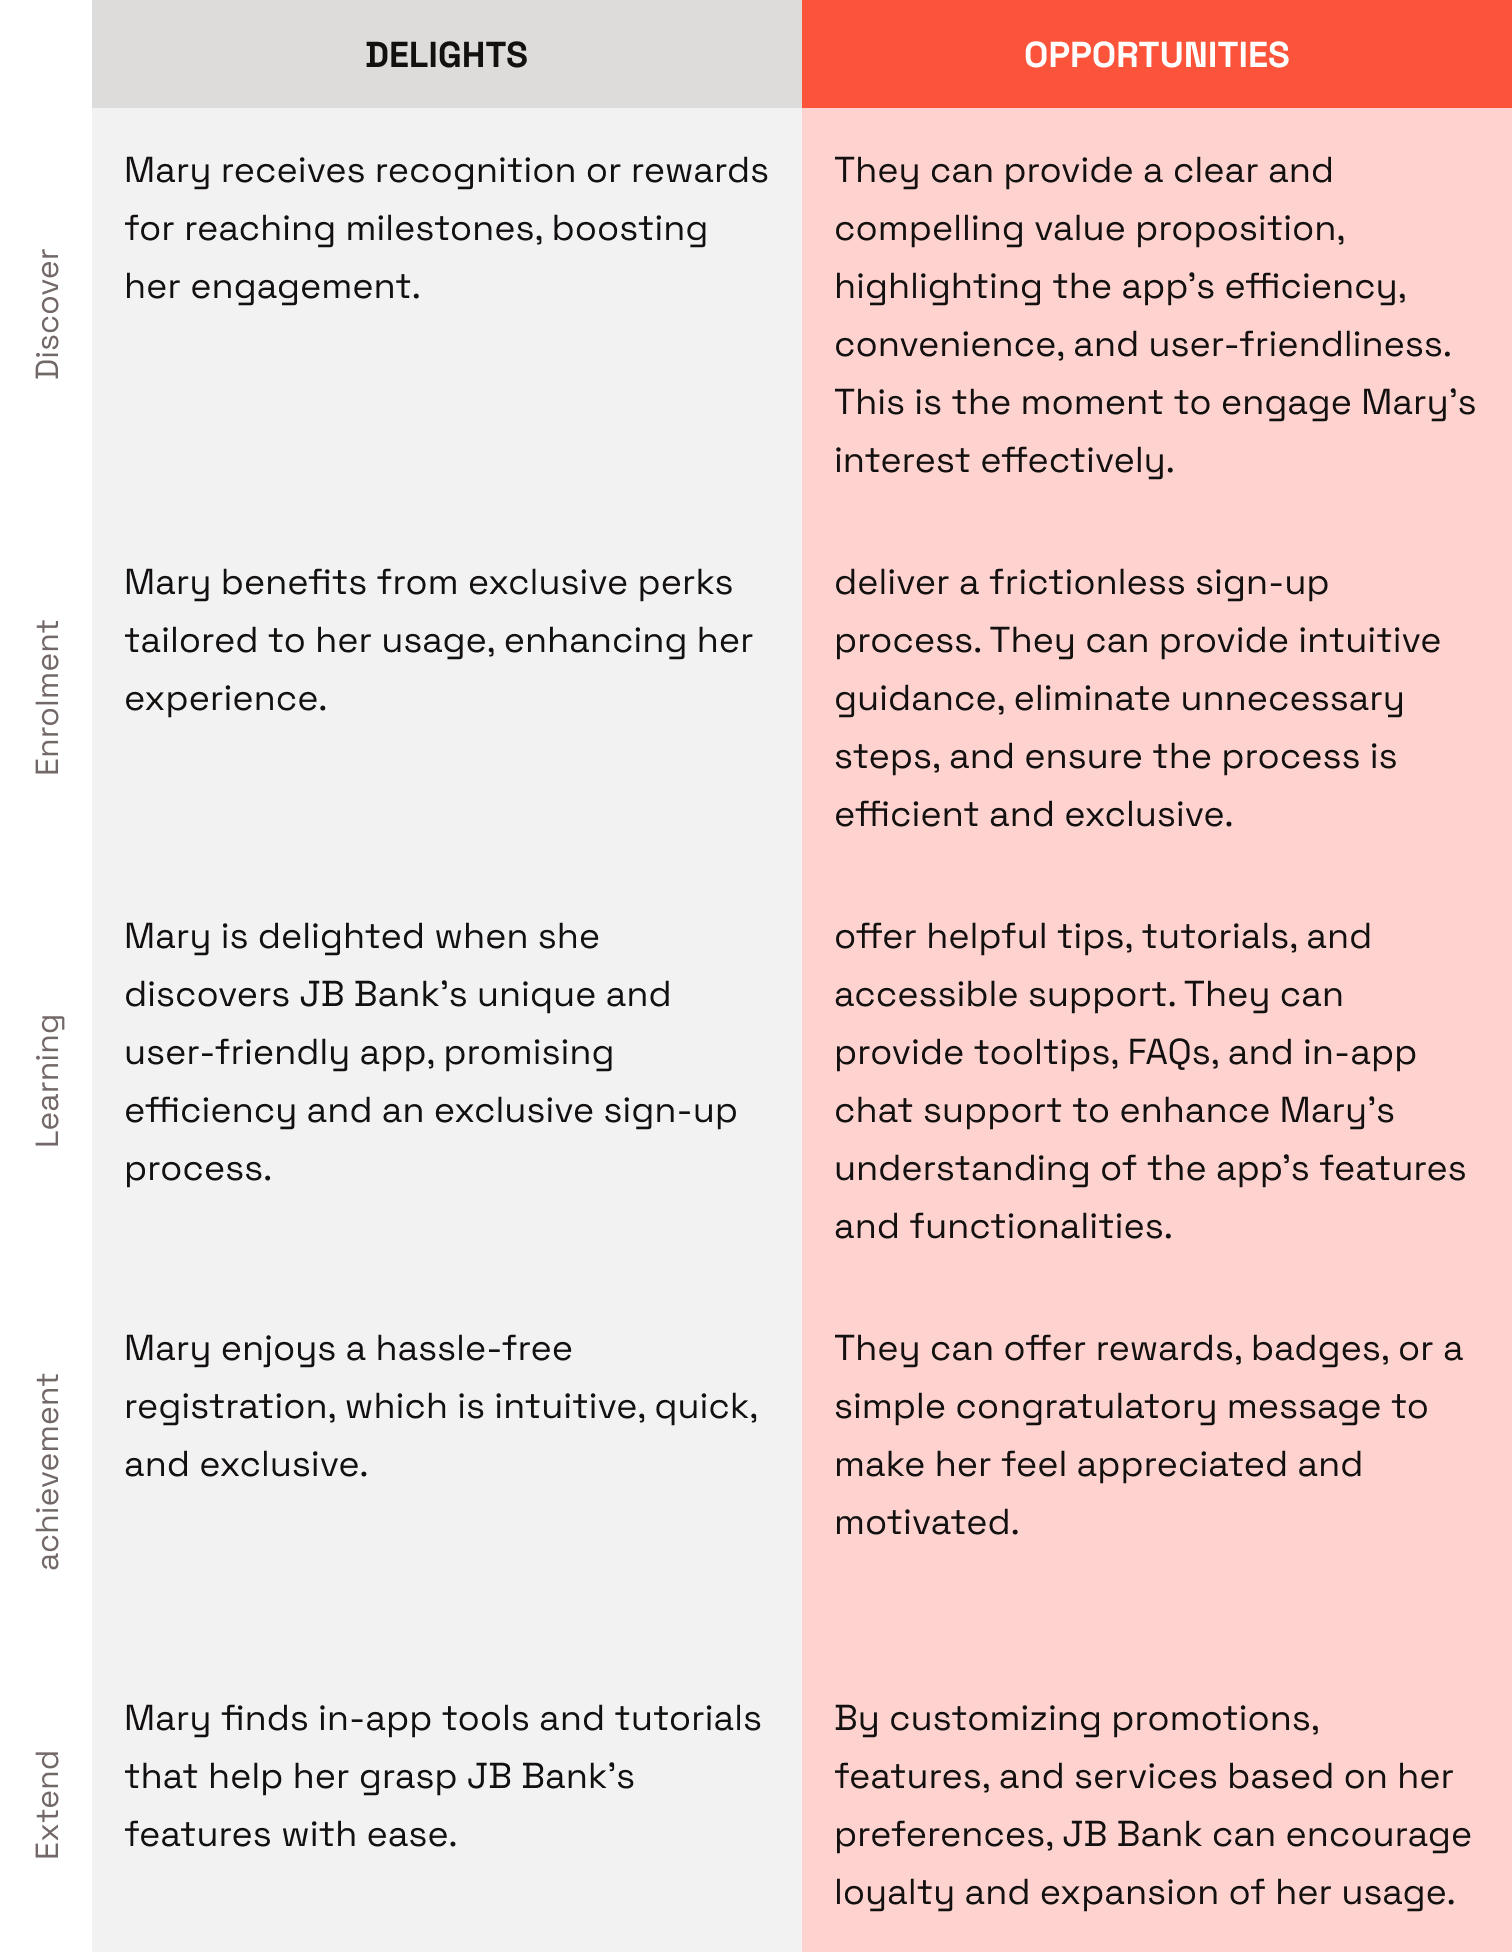 DELIGHTS
OPPORTUNITIES
Discover
Mary receives recognition or rewards
for reaching milestones, boosting
her engagement.
They can provide a clear and
compelling value proposition,
highlighting the app's efficiency,
convenience, and user-friendliness.
This is the moment to engage Mary's
interest effectively.
Enrolment
Mary benefits from exclusive perks
tailored to her usage, enhancing her
experience.
deliver a frictionless sign-up
process. They can provide intuitive
guidance, eliminate unnecessary
steps, and ensure the process is
efficient and exclusive.
Learning
Mary is delighted when she
discovers JB Bank's unique and
user-friendly app, promising
efficiency and an exclusive sign-up
process.
offer helpful tips, tutorials, and
accessible support. They can
provide tooltips, FAQs, and in-app
chat support to enhance Mary's
understanding of the app's features
and functionalities.
achievement
Mary enjoys a hassle-free
registration, which is intuitive, quick,
and exclusive.
They can offer rewards, badges, or a
simple congratulatory message to
make her feel appreciated and
motivated.
Extend
Mary finds in-app tools and tutorials
that help her grasp JB Bank's
features with ease.
By customizing promotions,
features, and services based on her
preferences, JB Bank can encourage
loyalty and expansion of her usage.